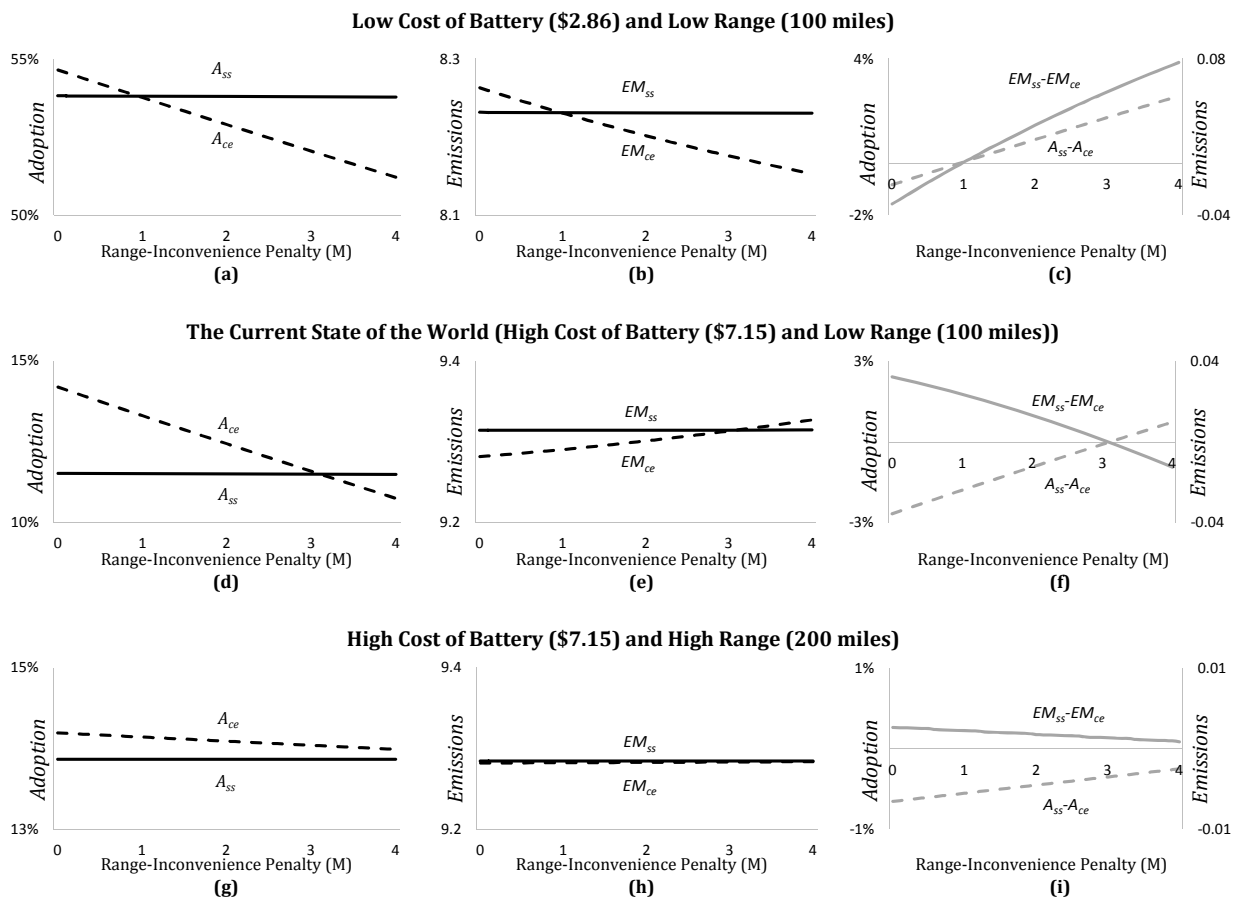 Low Cost of Battery ($2.86) and Low Range (100 miles)
55%
50%
Adoption
A_ss
A_ce
0 1 2 3 4
Range-Inconvenience Penalty (M)
(a)
8.3
8.1
Emissions
EM_ss
EM_ce
0 1 2 3 4
Range-Inconvenience Penalty (M)
(b)
4%
-2%
Adoption
EM_ss-EM_ce
A_ss-A_ce
0 1 2 3 4
0.08
-0.04
Emissions
Range-Inconvenience Penalty (M)
(c)
The Current State of the World (High Cost of Battery ($7.15) and Low Range (100 miles))
15%
10%
Adoption
A_ce
A_ss
0 1 2 3 4
Range-Inconvenience Penalty (M)
(d)
9.4
9.2
Emissions
EM_ss
EM_ce
0 1 2 3 4
Range-Inconvenience Penalty (M)
(e)
3%
-3%
Adoption
EM_ss-EM_ce
A_ss-A_ce
0 1 2 3 4
0.04
-0.04
Emissions
Range-Inconvenience Penalty (M)
(f)
High Cost of Battery ($7.15) and High Range (200 miles)
15%
13%
Adoption
A_ce
A_ss
0 1 2 3 4
Range-Inconvenience Penalty (M)
(g)
9.4
9.2
Emissions
EM_ss
EM_ce
0 1 2 3 4
Range-Inconvenience Penalty (M)
(h)
1%
-1%
Adoption
EM_ss-EM_ce
A_ss-A_ce
0 1 2 3 4
0.01
-0.01
Emissions
Range-Inconvenience Penalty (M)
(i)